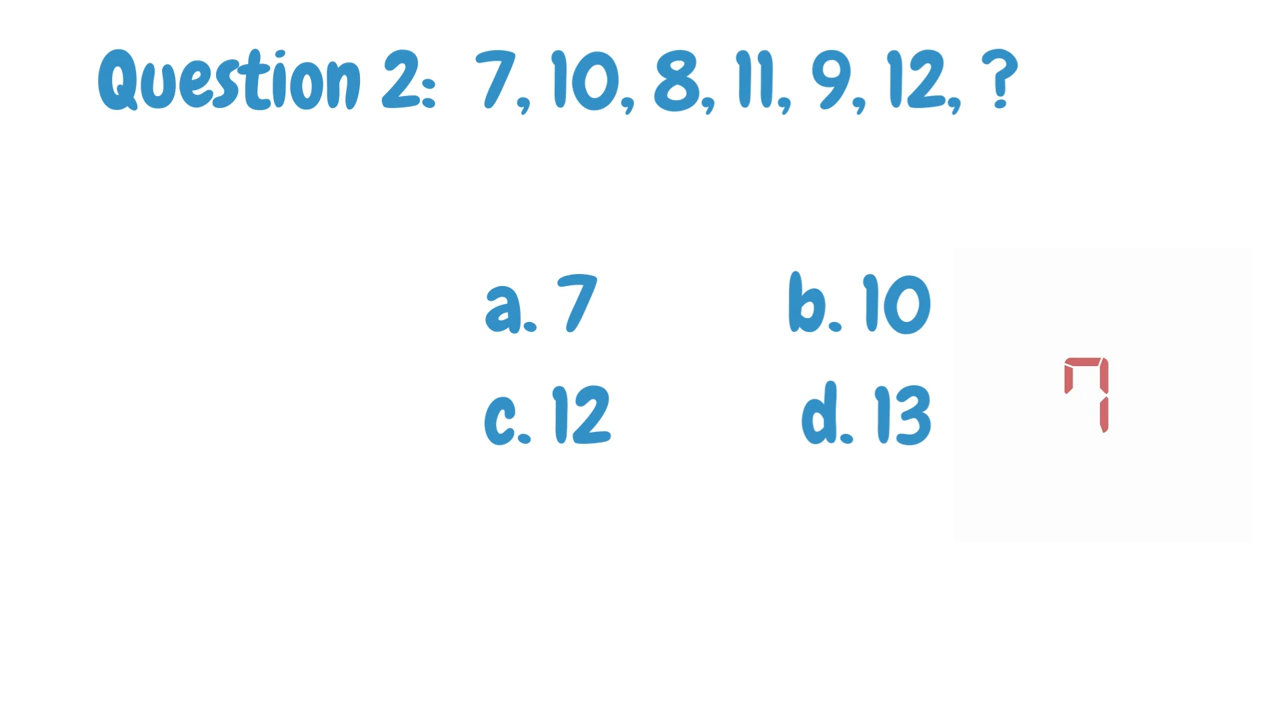 Question 2: 7, 10, 8, 11, 9, 12, ?
a. 7 b. 10
7
c. 12 d. 13